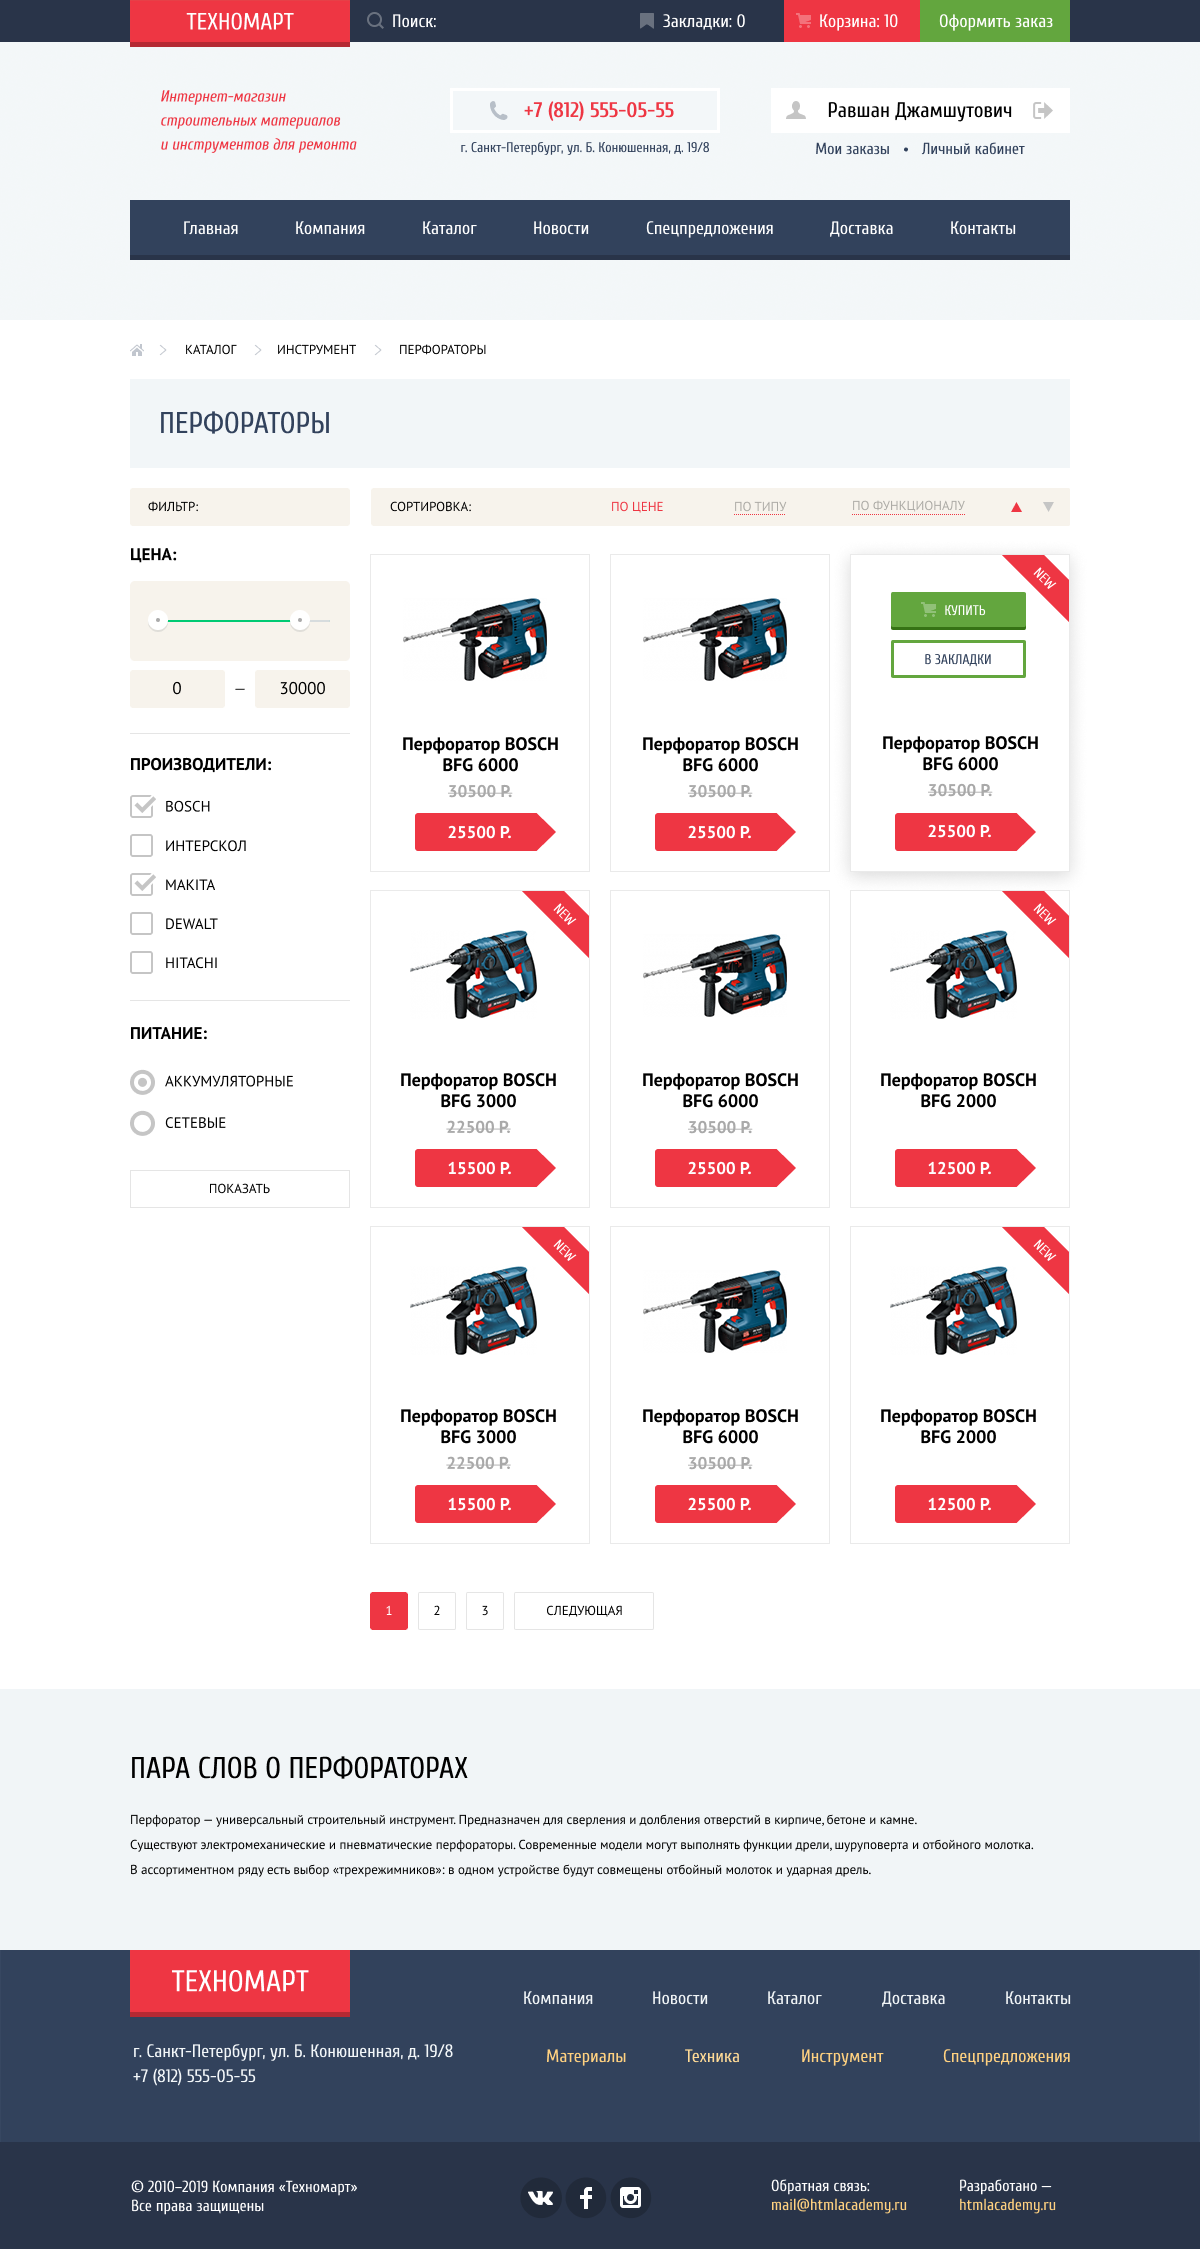 ТЕХНОМАРТ
Поиск:
Закладки: 0
Корзина: 10
Оформить заказ
Интернет-магазин
строительных материалов
и инструментов для ремонта
+7 (812) 555-05-55
г. Санкт-Петербург, ул. Б. Конюшенная, д. 19/8
Равшан Джамшутович
Мои заказы • Личный кабинет
Главная
Компания
Каталог
Новости
Спецпредложения
Доставка
Контакты
КАТАЛОГ
ИНСТРУМЕНТ
ПЕРФОРАТОРЫ
ПЕРФОРАТОРЫ
ФИЛЬТР:
СОРТИРОВКА:
ПО ЦЕНЕ
ПО ТИПУ
ПО ФУНКЦИОНАЛУ
ЦЕНА:
0 – 30000
ПРОИЗВОДИТЕЛИ:
BOSCH
ИНТЕРСКОЛ
MAKITA
DEWALT
HITACHI
ПИТАНИЕ:
АККУМУЛЯТОРНЫЕ
СЕТЕВЫЕ
ПОКАЗАТЬ
Перфоратор BOSCH
BFG 6000
30500 Р.
25500 Р.
Перфоратор BOSCH
BFG 6000
30500 Р.
25500 Р.
NEW
КУПИТЬ
В ЗАКЛАДКИ
Перфоратор BOSCH
BFG 6000
30500 Р.
25500 Р.
NEW
Перфоратор BOSCH
BFG 3000
22500 Р.
15500 Р.
Перфоратор BOSCH
BFG 6000
30500 Р.
25500 Р.
NEW
Перфоратор BOSCH
BFG 2000
12500 Р.
NEW
Перфоратор BOSCH
BFG 3000
22500 Р.
15500 Р.
Перфоратор BOSCH
BFG 6000
30500 Р.
25500 Р.
NEW
Перфоратор BOSCH
BFG 2000
12500 Р.
1
2
3
СЛЕДУЮЩАЯ
ПАРА СЛОВ О ПЕРФОРАТОРАХ
Перфоратор — универсальный строительный инструмент. Предназначен для сверления и долбления отверстий в кирпиче, бетоне и камне.
Существуют электромеханические и пневматические перфораторы. Современные модели могут выполнять функции дрели, шуруповерта и отбойного молотка.
В ассортиментном ряду есть выбор «трехрежимников»: в одном устройстве будут совмещены отбойный молоток и ударная дрель.
ТЕХНОМАРТ
г. Санкт-Петербург, ул. Б. Конюшенная, д. 19/8
+7 (812) 555-05-55
Компания
Новости
Каталог
Доставка
Контакты
Материалы
Техника
Инструмент
Спецпредложения
© 2010–2019 Компания «Техномарт»
Все права защищены
Обратная связь:
mail@htmlacademy.ru
Разработано —
htmlacademy.ru